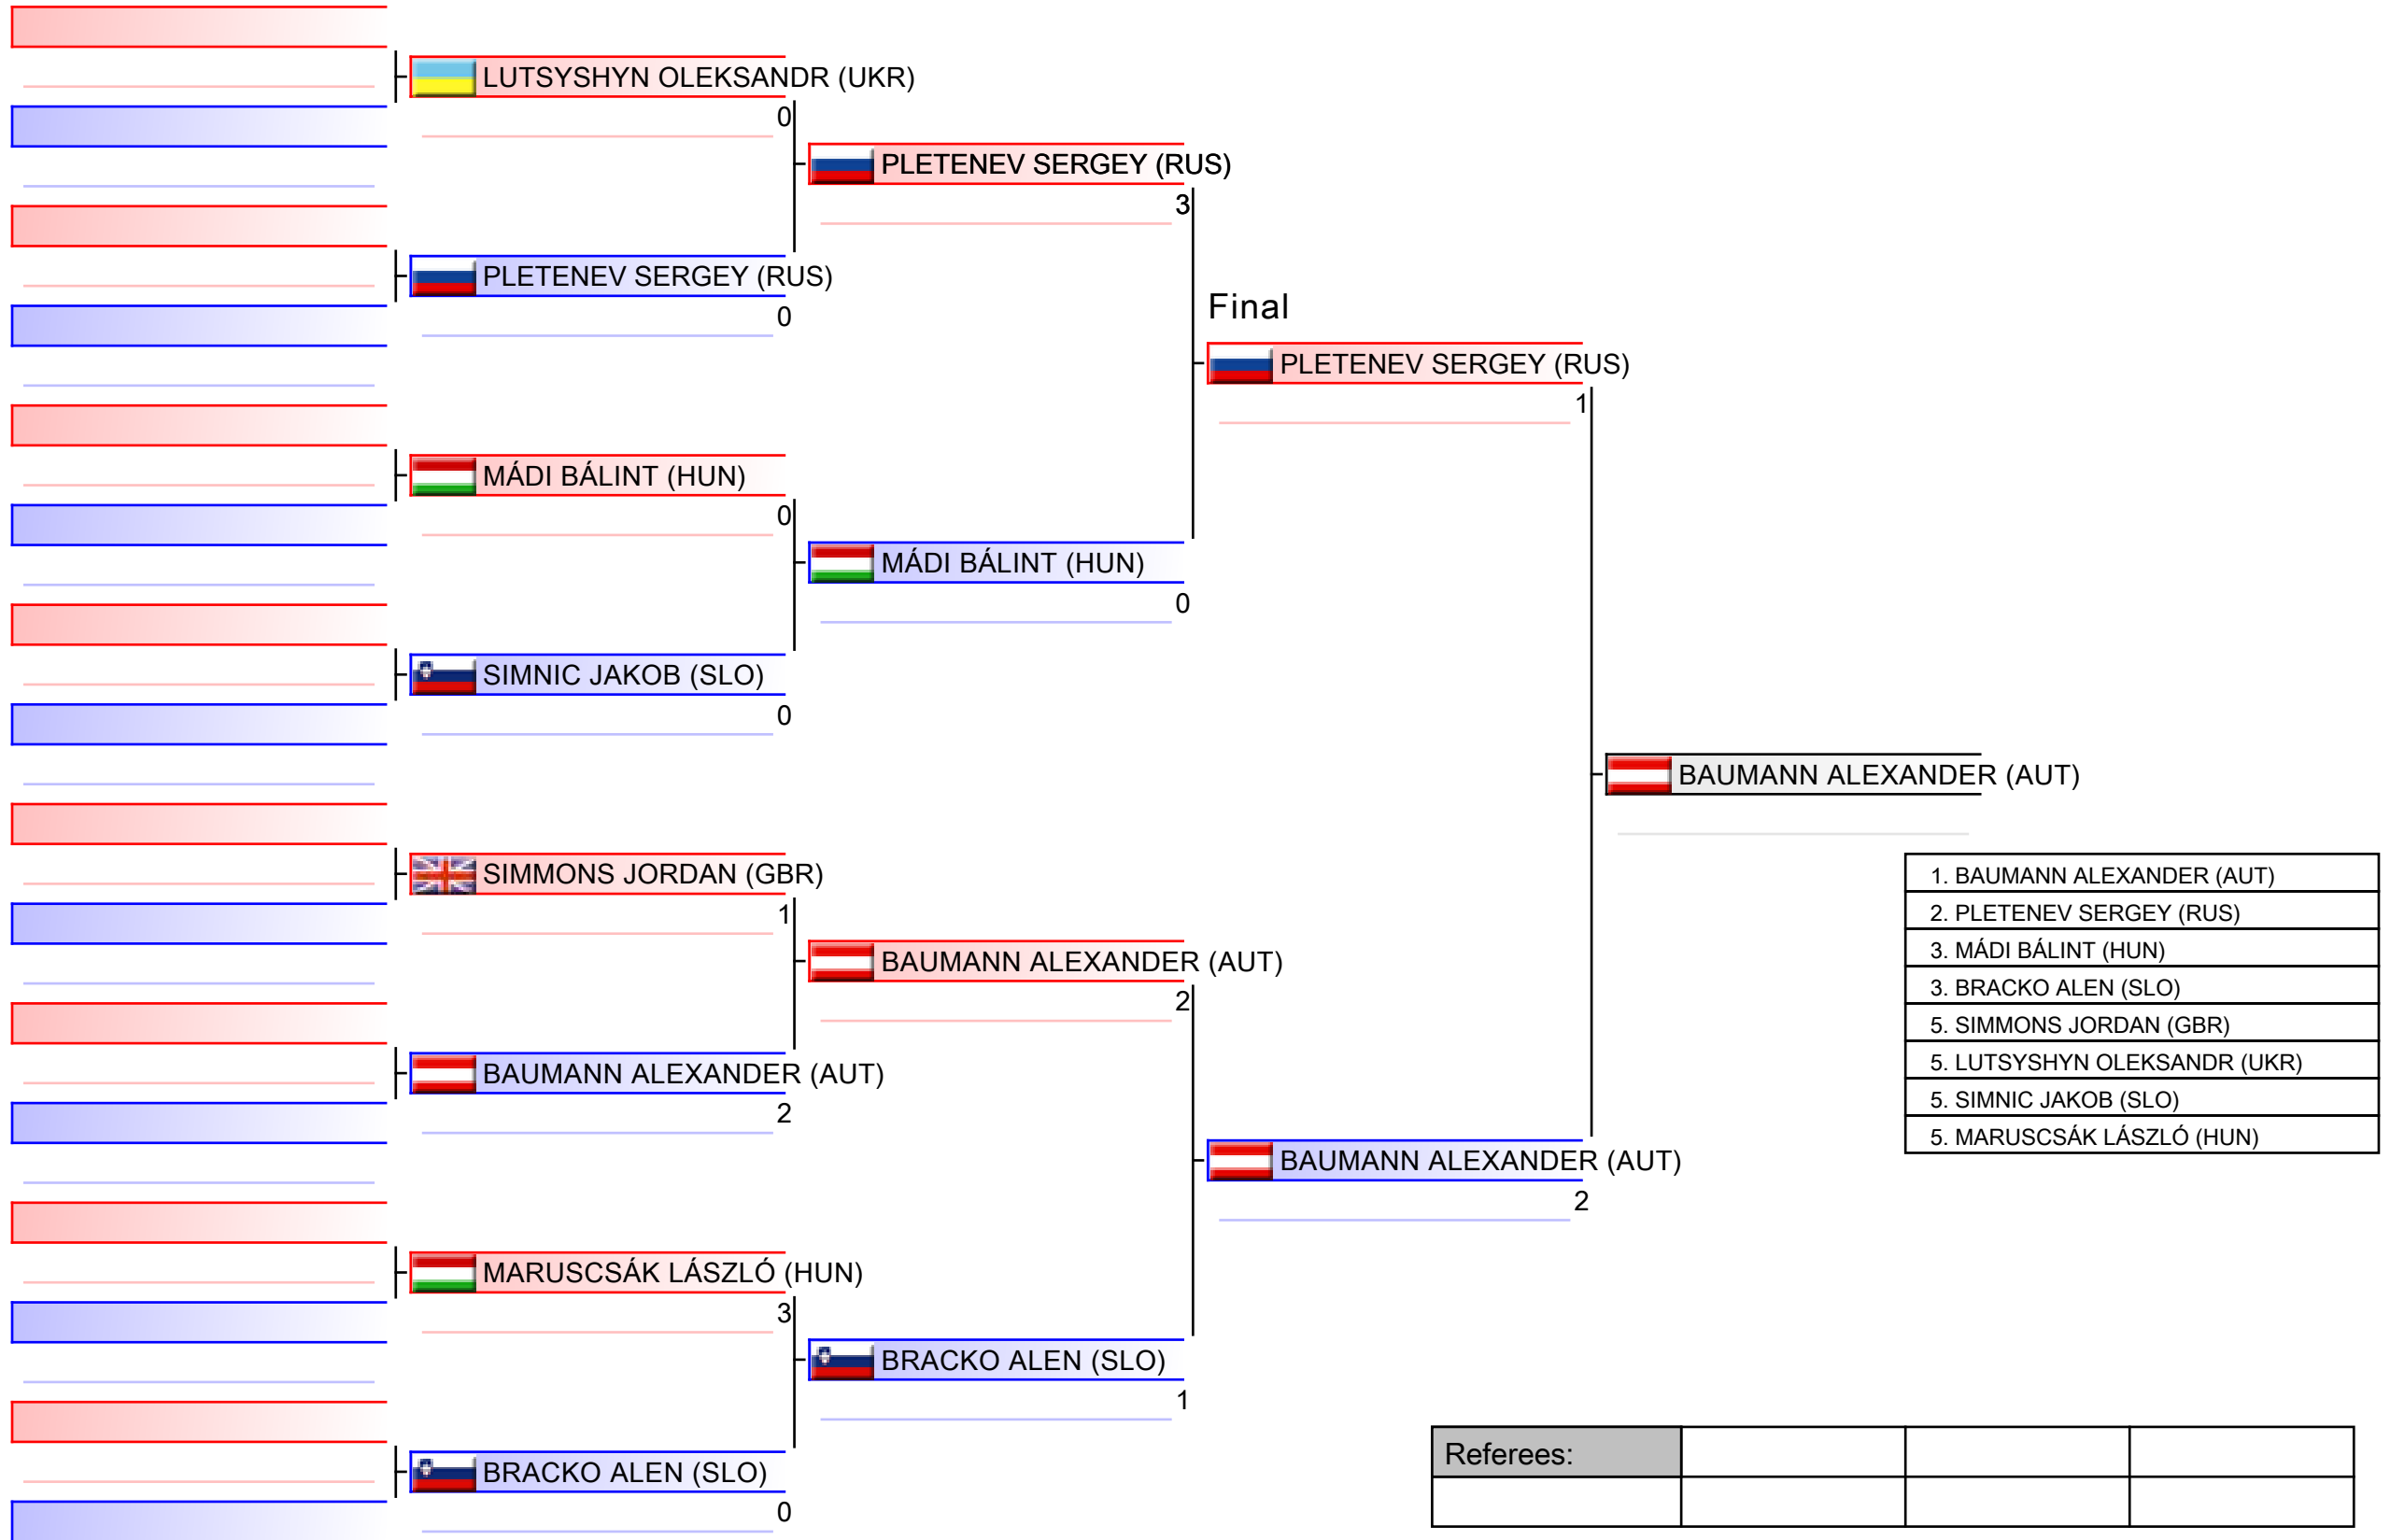 LUTSYSHYN OLEKSANDR (UKR)
0
PLETENEV SERGEY (RUS)
0
MÁDI BÁLINT (HUN)
0
SIMNIC JAKOB (SLO)
0
SIMMONS JORDAN (GBR)
1
BAUMANN ALEXANDER (AUT)
2
MARUSCSÁK LÁSZLÓ (HUN)
3
BRACKO ALEN (SLO)
0
PLETENEV SERGEY (RUS)
3
MÁDI BÁLINT (HUN)
0
BAUMANN ALEXANDER (AUT)
2
BRACKO ALEN (SLO)
1
Final
PLETENEV SERGEY (RUS)
1
BAUMANN ALEXANDER (AUT)
2
BAUMANN ALEXANDER (AUT)
1. BAUMANN ALEXANDER (AUT)
2. PLETENEV SERGEY (RUS)
3. MÁDI BÁLINT (HUN)
3. BRACKO ALEN (SLO)
5. SIMMONS JORDAN (GBR)
5. LUTSYSHYN OLEKSANDR (UKR)
5. SIMNIC JAKOB (SLO)
5. MARUSCSÁK LÁSZLÓ (HUN)
Referees: